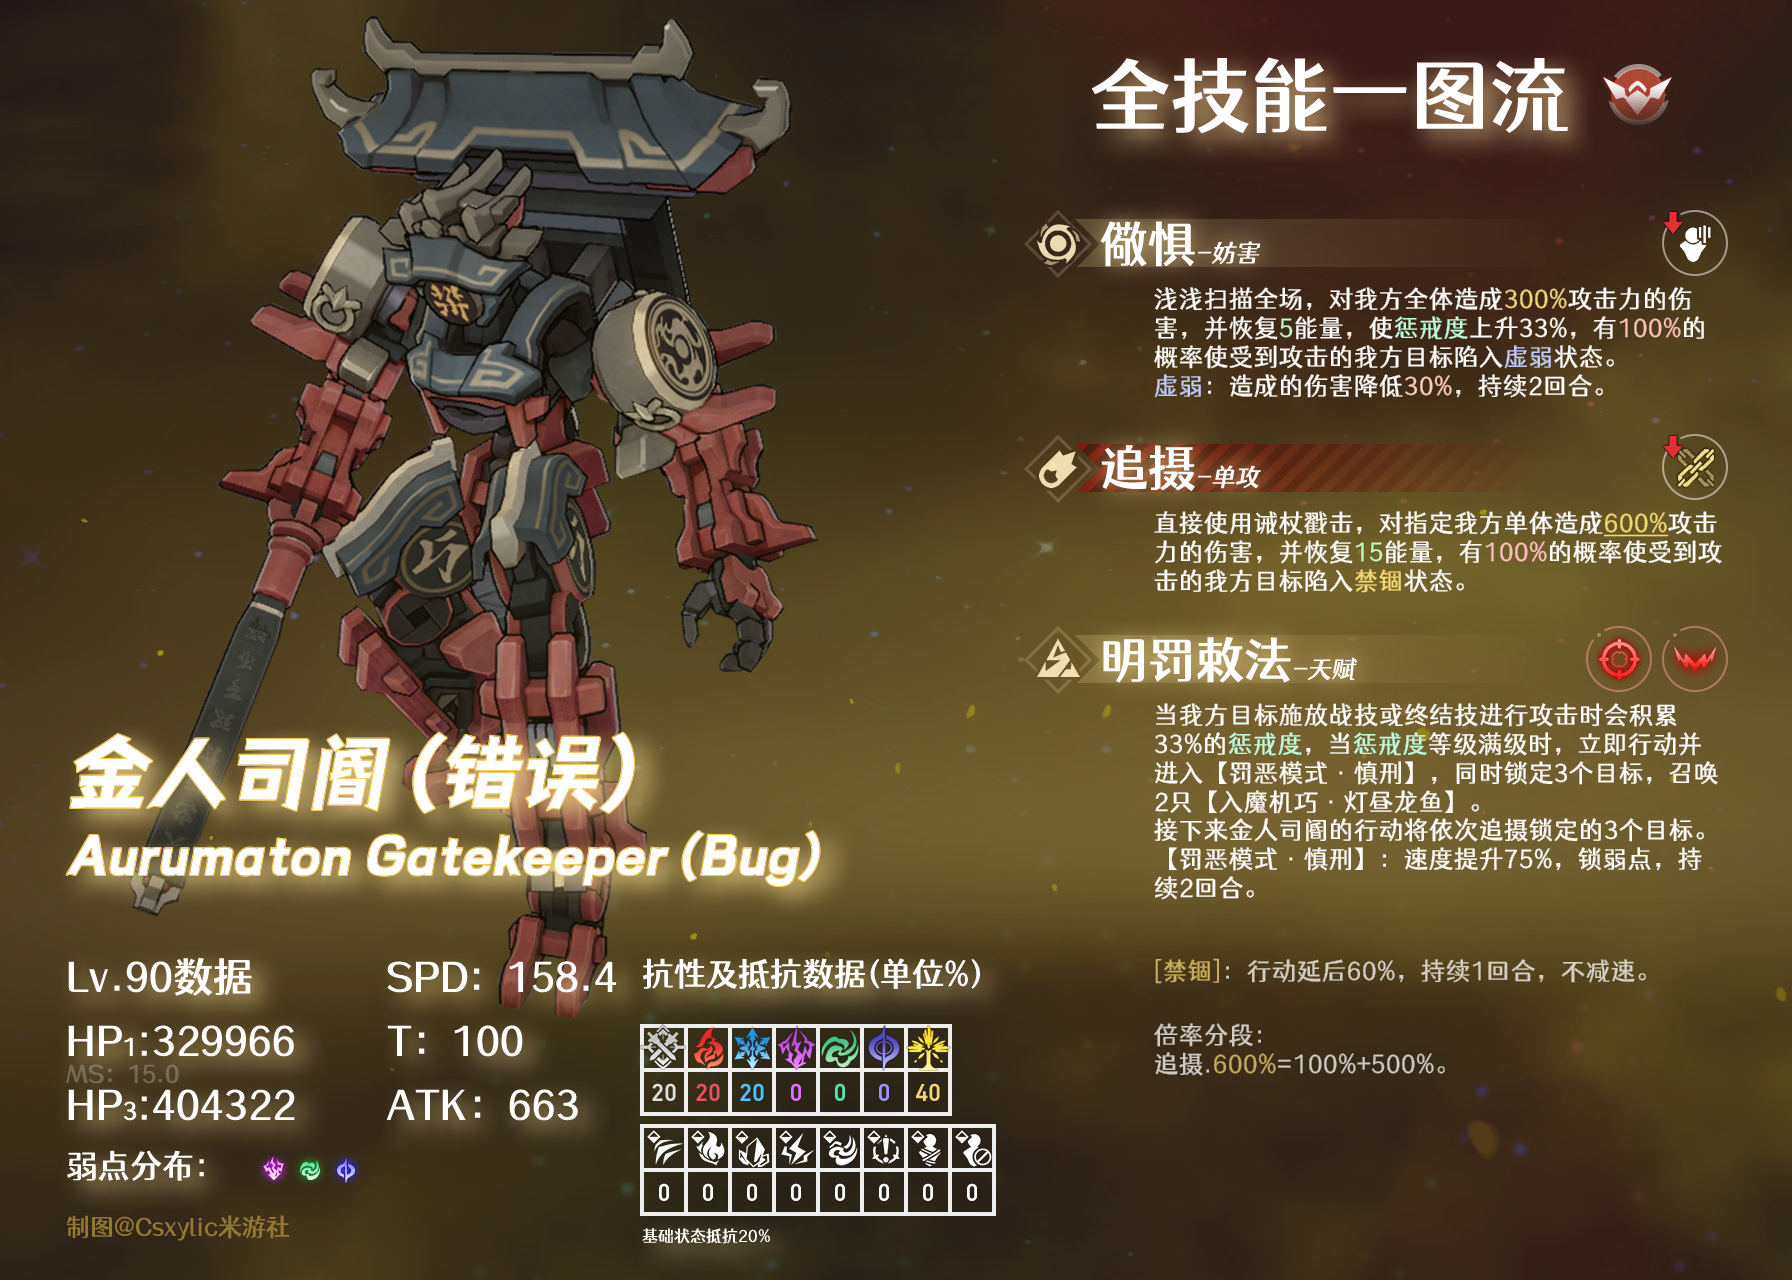 全技能一图流
儆惧-妨害
浅浅扫描全场，对我方全体造成300%攻击力的伤
害，并恢复5能量，使惩戒度上升33%，有100%的
概率使受到攻击的我方目标陷入虚弱状态。
虚弱：造成的伤害降低30%，持续2回合。
追摄-单攻
直接使用诫杖戳击，对指定我方单体造成600%攻击
力的伤害，并恢复15能量，有100%的概率使受到攻
击的我方目标陷入禁锢状态。
明罚敕法-天赋
当我方目标施放战技或终结技进行攻击时会积累
33%的惩戒度，当惩戒度等级满级时，立即行动并
进入【罚恶模式·慎刑】，同时锁定3个目标，召唤
2只【入魔机巧·灯昼龙鱼】。
接下来金人司阍的行动将依次追摄锁定的3个目标。
【罚恶模式·慎刑】：速度提升75%，锁弱点，持
续2回合。
[禁锢]：行动延后60%，持续1回合，不减速。
倍率分段：
追摄.600%=100%+500%。
金人司阍（错误）
Aurumaton Gatekeeper (Bug)
Lv.90数据
SPD：158.4
HP1:329966
T：100
MS：15.0
HP3:404322
ATK：663
弱点分布：
制图@Csxylic米游社
抗性及抵抗数据(单位%)
20 20 20 0 0 0 40
0 0 0 0 0 0 0 0
基础状态抵抗20%